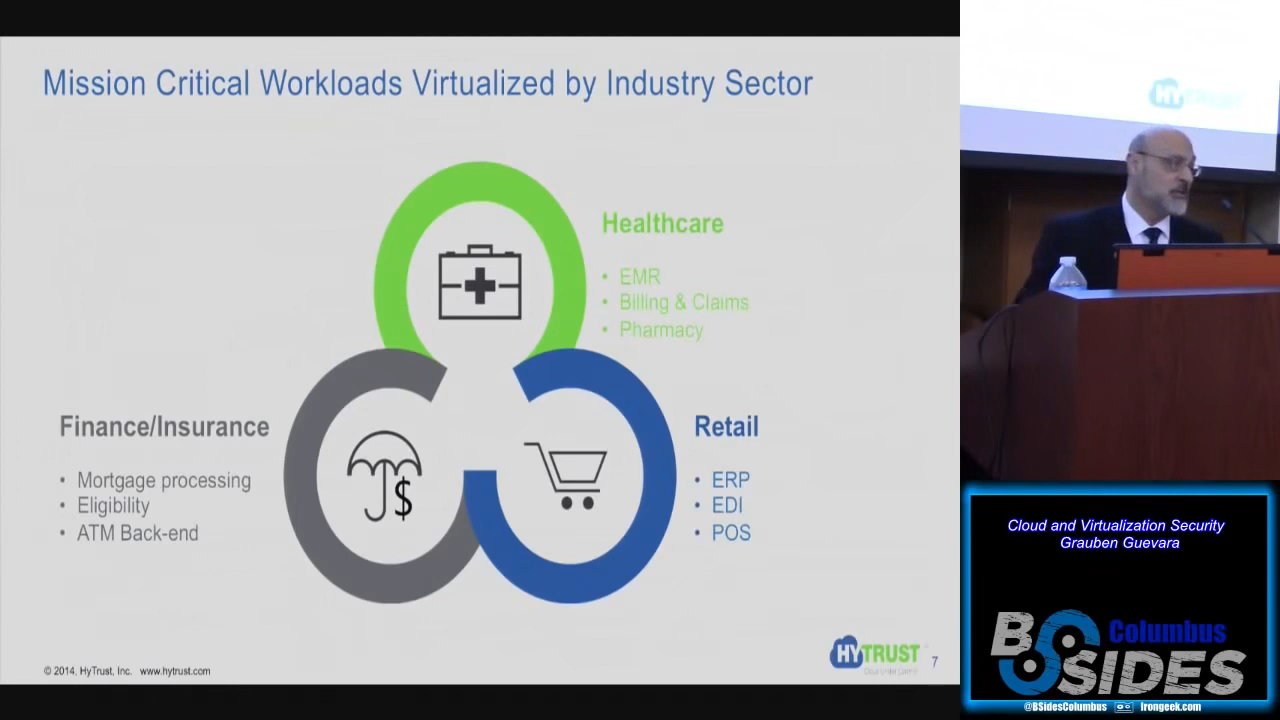 Mission Critical Workloads Virtualized by Industry Sector
Healthcare
• EMR
• Billing & Claims
• Pharmacy
Finance/Insurance
• Mortgage processing
• Eligibility
• ATM Back-end
$
Retail
• ERP
• EDI
• POS
© 2014, HyTrust, Inc. www.hytrust.com
HYTRUST
7
HYTRUST
Cloud and Virtualization Security
Grauben Guevara
BSIDES
Columbus
@BSidesColumbus Irongeek.com